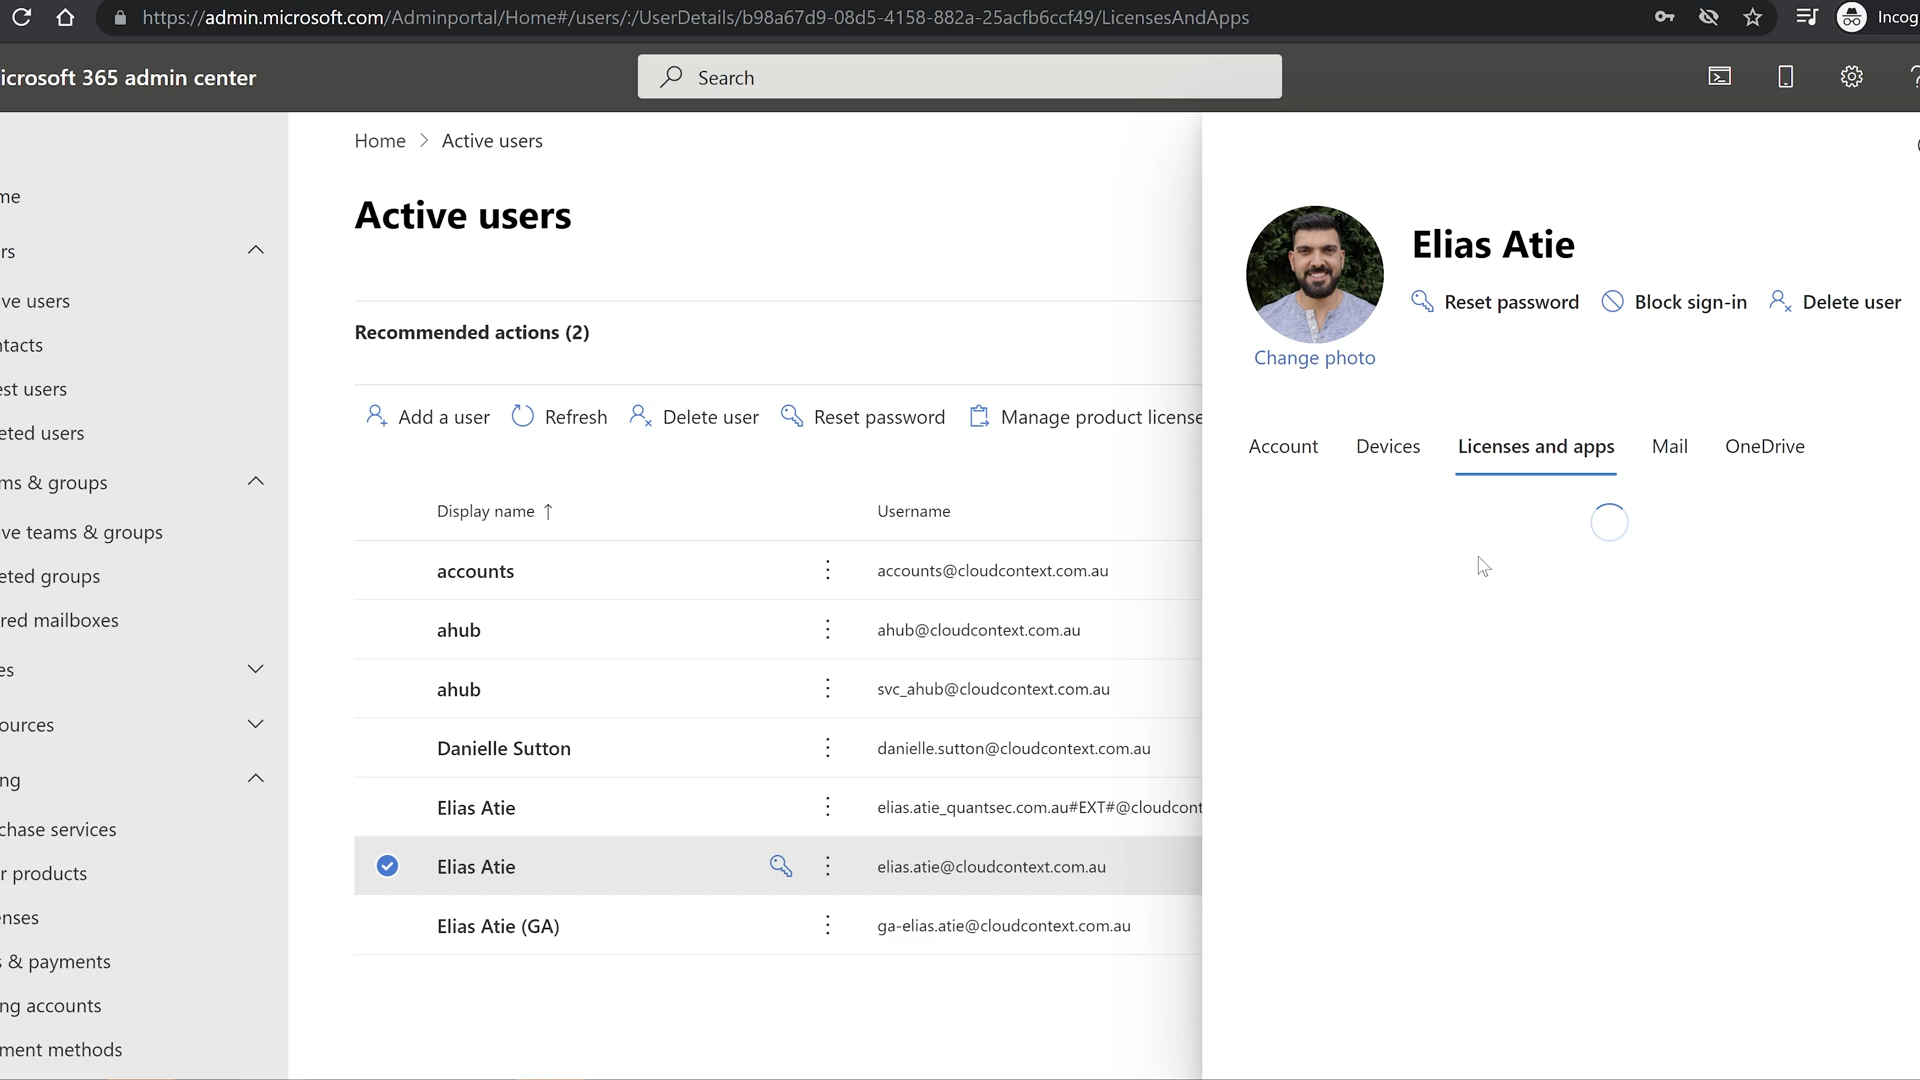 https://admin.microsoft.com/Adminportal/Home#/users/:/UserDetails/b98a67d9-08d5-4158-882a-25acfb6ccf49/LicensesAndApps
Incog
icrosoft 365 admin center
Search
me
rs
ive users
ntacts
est users
eted users
ms & groups
ive teams & groups
eted groups
red mailboxes
es
ources
ng
chase services
r products
enses
s & payments
ng accounts
ment methods
Home > Active users
Active users
Recommended actions (2)
Add a user
Refresh
Delete user
Reset password
Manage product license
Display name ↑
Username
accounts
accounts@cloudcontext.com.au
ahub
ahub@cloudcontext.com.au
ahub
svc_ahub@cloudcontext.com.au
Danielle Sutton
danielle.sutton@cloudcontext.com.au
Elias Atie
elias.atie_quantsec.com.au#EXT#@cloudcont
Elias Atie
elias.atie@cloudcontext.com.au
Elias Atie (GA)
ga-elias.atie@cloudcontext.com.au
Elias Atie
Reset password
Block sign-in
Delete user
Change photo
Account
Devices
Licenses and apps
Mail
OneDrive